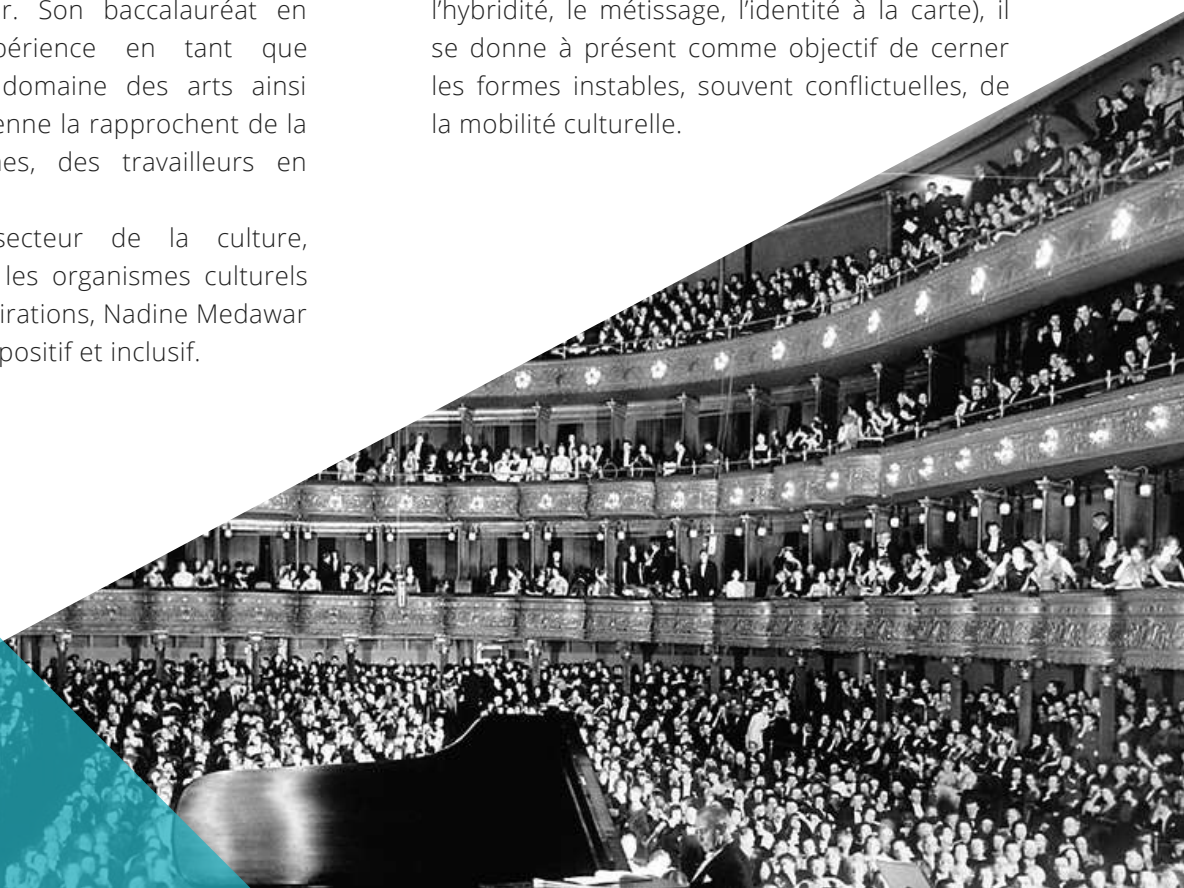 r. Son baccalauréat en
périence en tant que
domaine des arts ainsi
enne la rapprochent de la
nes, des travailleurs en
secteur de la culture,
les organismes culturels
irations, Nadine Medawar
positif et inclusif.
l’hybridité, le métissage, l’identité à la carte), il
se donne à présent comme objectif de cerner
les formes instables, souvent conflictuelles, de
la mobilité culturelle.